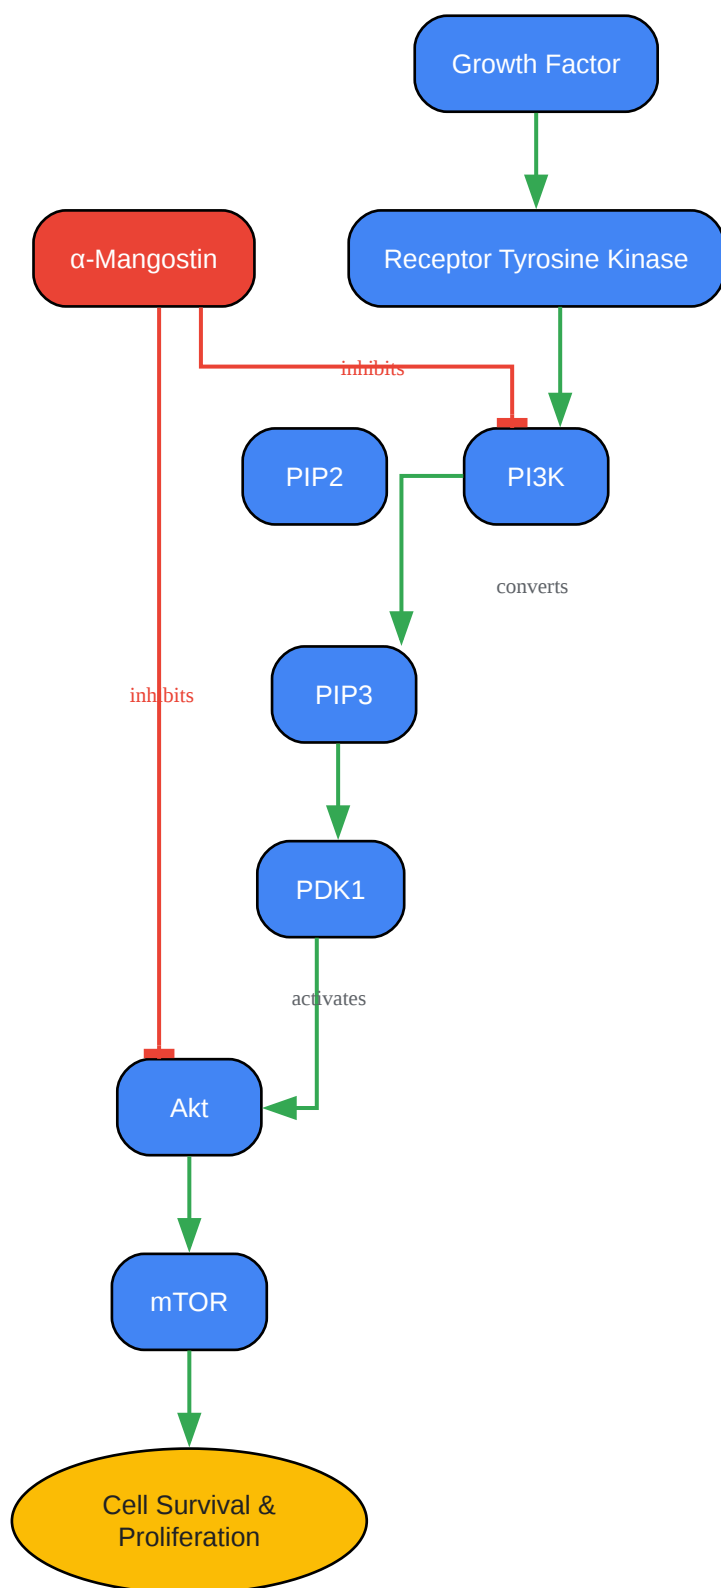 Growth Factor
α-Mangostin
Receptor Tyrosine Kinase
inhibits
PIP2
PI3K
converts
inhibits
PIP3
PDK1
activates
Akt
mTOR
Cell Survival &
Proliferation